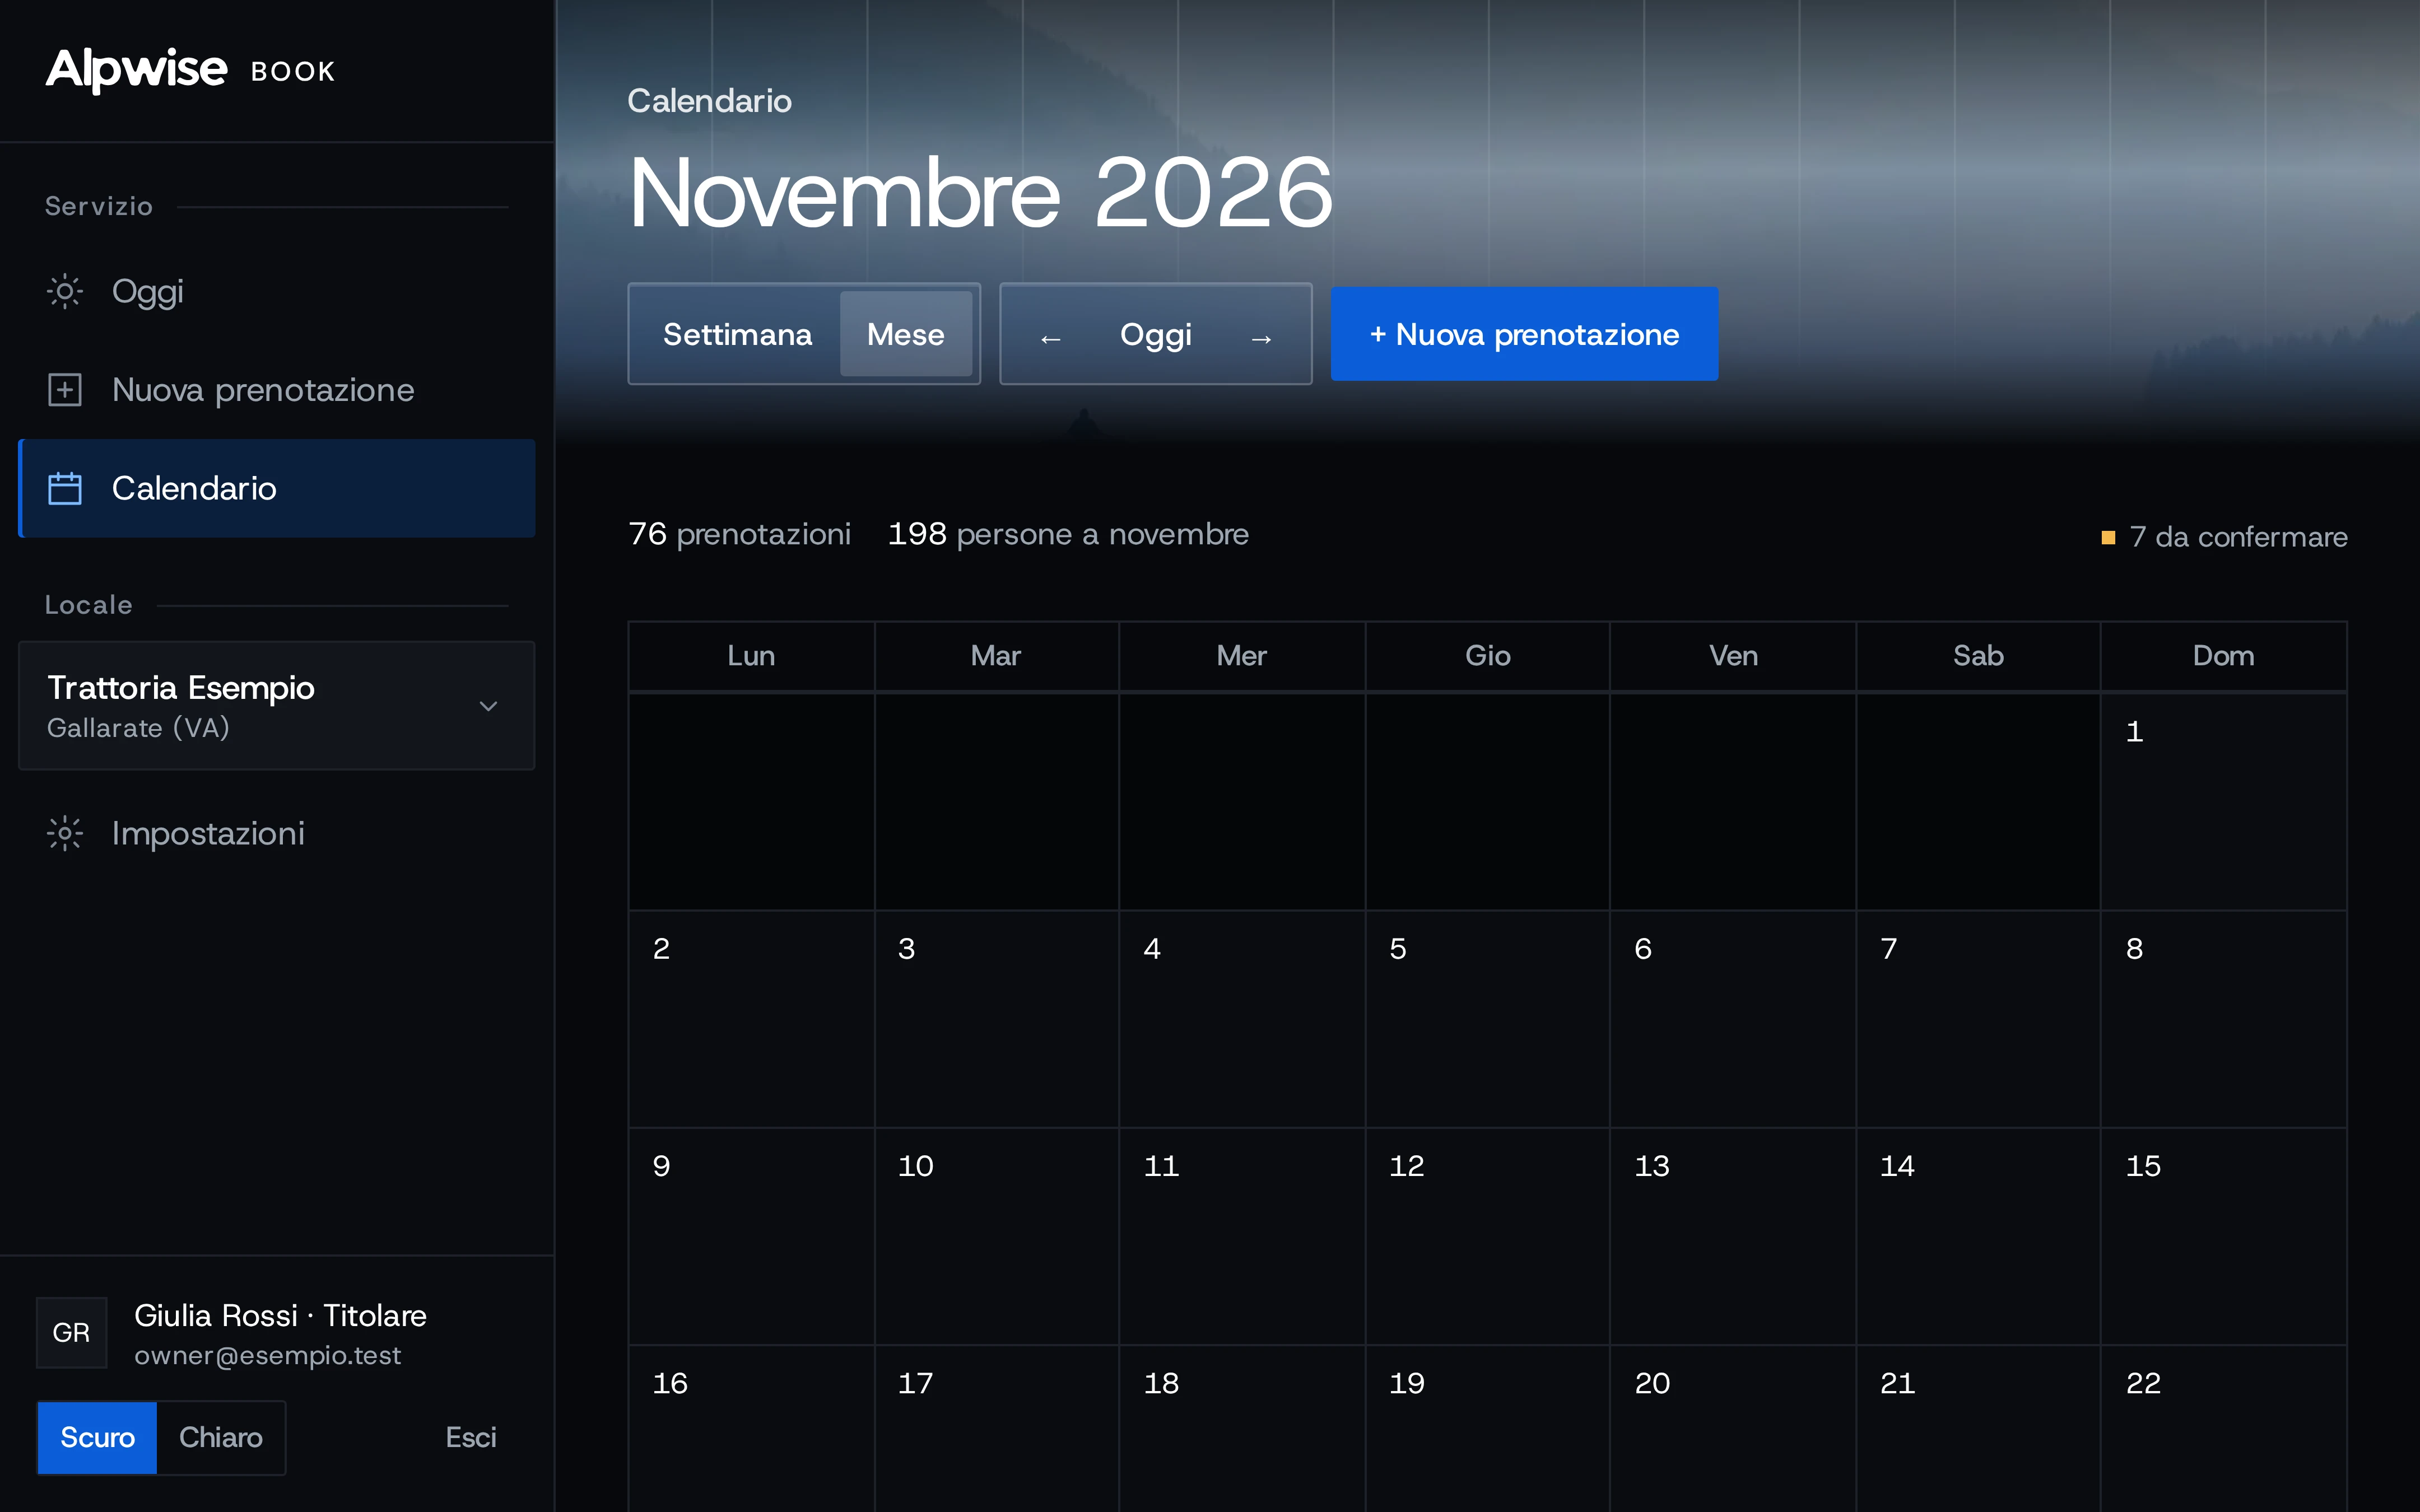 Alpwise BOOK
Servizio
Oggi
Nuova prenotazione
Calendario
Locale
Trattoria Esempio
Gallarate (VA)
Impostazioni
GR
Giulia Rossi · Titolare
owner@esempio.test
Scuro Chiaro Esci
Calendario
Novembre 2026
Settimana Mese ← Oggi → + Nuova prenotazione
76 prenotazioni 198 persone a novembre 7 da confermare
Lun Mar Mer Gio Ven Sab Dom
1
2 3 4 5 6 7 8
9 10 11 12 13 14 15
16 17 18 19 20 21 22